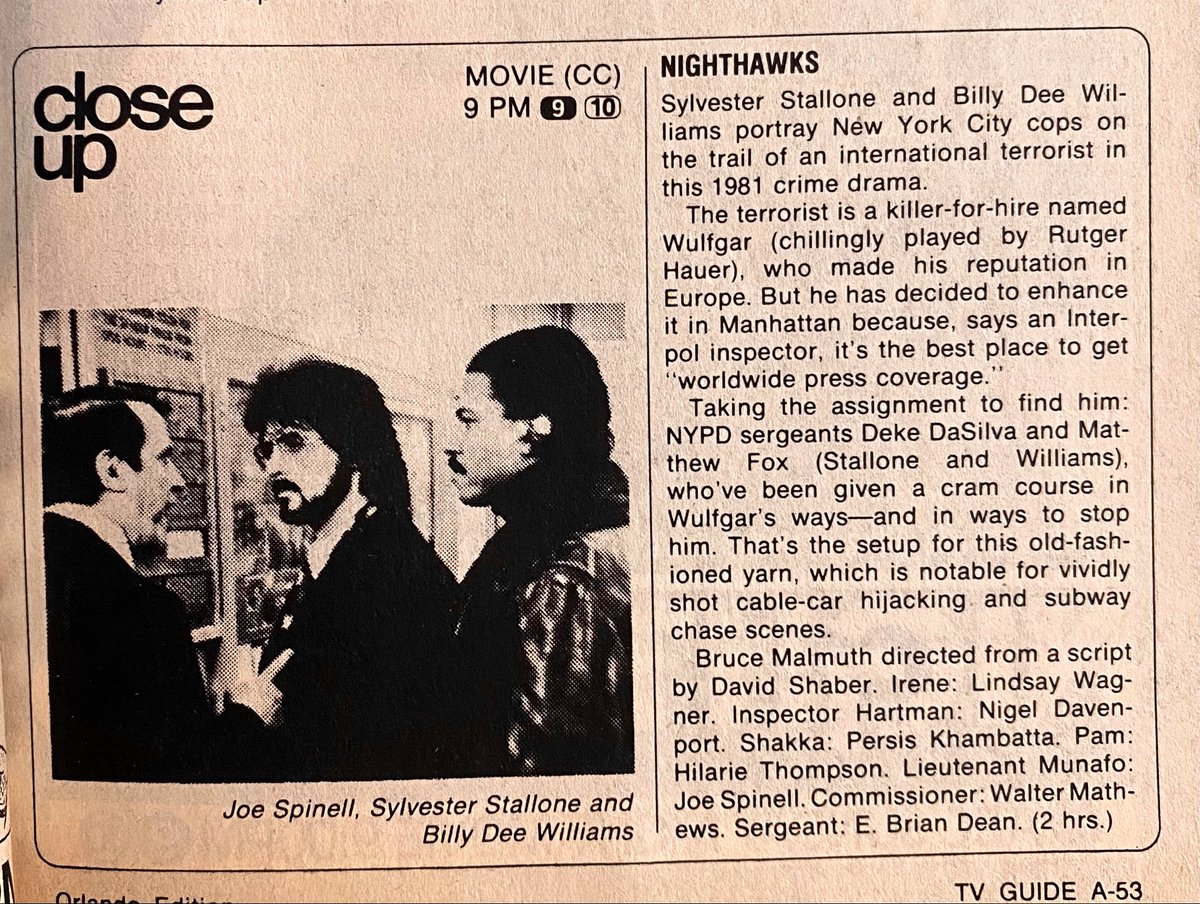 close
up
MOVIE (CC)
9 PM 9 10
Joe Spinell, Sylvester Stallone and
Billy Dee Williams
NIGHTHAWKS
Sylvester Stallone and Billy Dee Wil-
liams portray New York City cops on
the trail of an international terrorist in
this 1981 crime drama.
The terrorist is a killer-for-hire named
Wulfgar (chillingly played by Rutger
Hauer), who made his reputation in
Europe. But he has decided to enhance
it in Manhattan because, says an Inter-
pol inspector, it's the best place to get
"worldwide press coverage."
Taking the assignment to find him:
NYPD sergeants Deke DaSilva and Mat-
thew Fox (Stallone and Williams),
who've been given a cram course in
Wulfgar's ways—and in ways to stop
him. That's the setup for this old-fash-
ioned yarn, which is notable for vividly
shot cable-car hijacking and subway
chase scenes.
Bruce Malmuth directed from a script
by David Shaber. Irene: Lindsay Wag-
ner. Inspector Hartman: Nigel Daven-
port. Shakka: Persis Khambatta. Pam:
Hilarie Thompson. Lieutenant Munafo:
Joe Spinell. Commissioner: Walter Math-
ews. Sergeant: E. Brian Dean. (2 hrs.)
Orlando Edition
TV GUIDE A-53